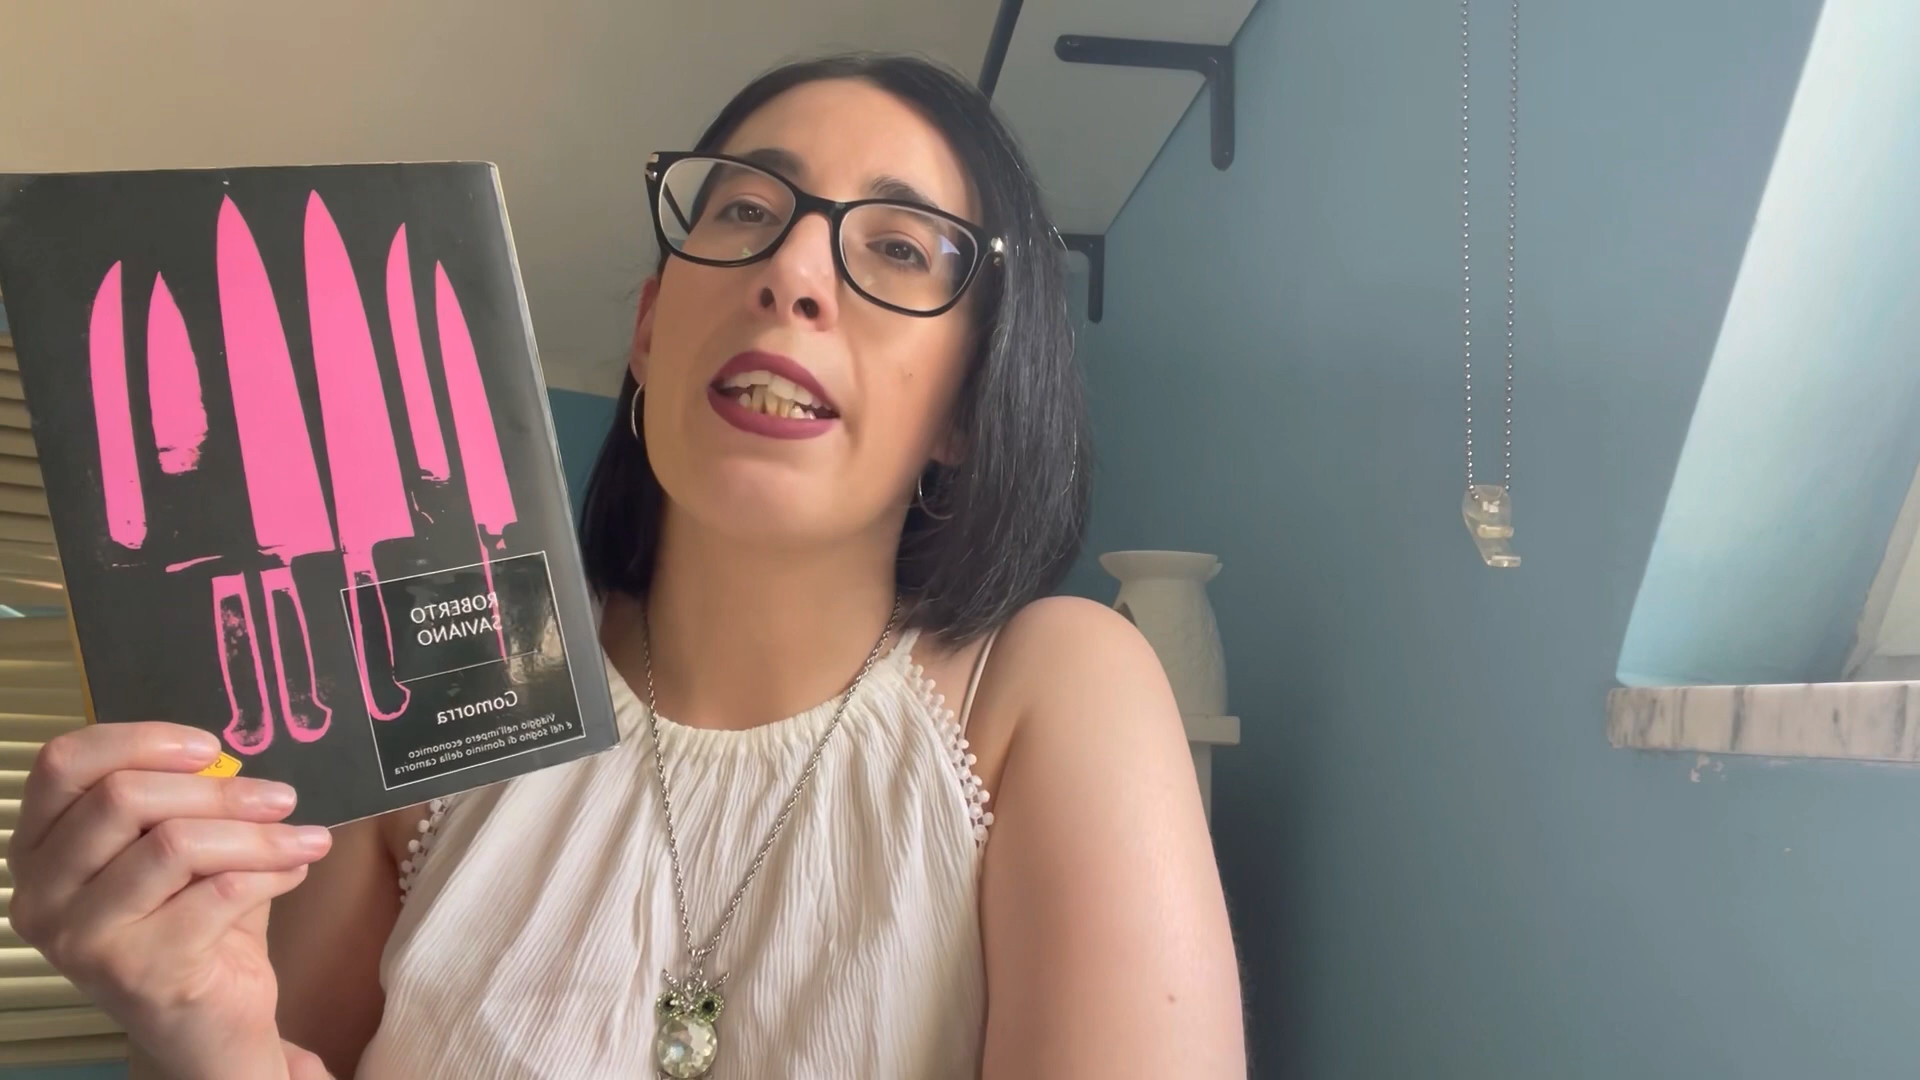 ROBERTO
SAVIANO
Gomorra
Viaggio nell'impero economico
e nel sogno di dominio della camorra